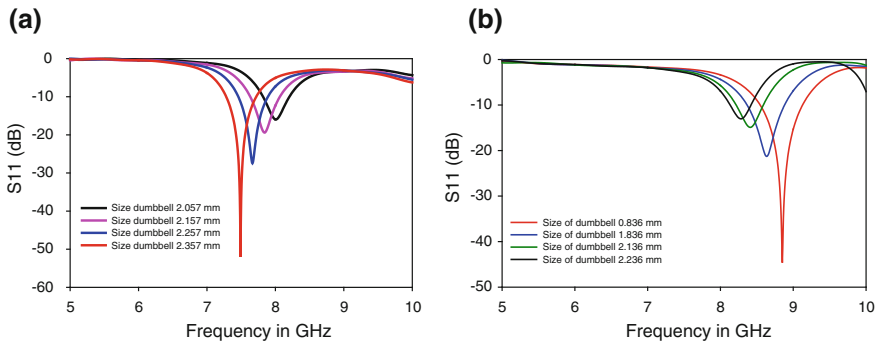 (a)
S11 (dB)
0
-10
-20
-30
-40
-50
-60
Size dumbbell 2.057 mm
Size dumbbell 2.157 mm
Size dumbbell 2.257 mm
Size dumbbell 2.357 mm
5 6 7 8 9 10
Frequency in GHz
(b)
S11 (dB)
0
-10
-20
-30
-40
-50
Size of dumbbell 0.836 mm
Size of dumbbell 1.836 mm
Size of dumbbell 2.136 mm
Size of dumbbell 2.236 mm
5 6 7 8 9 10
Frequency in GHz